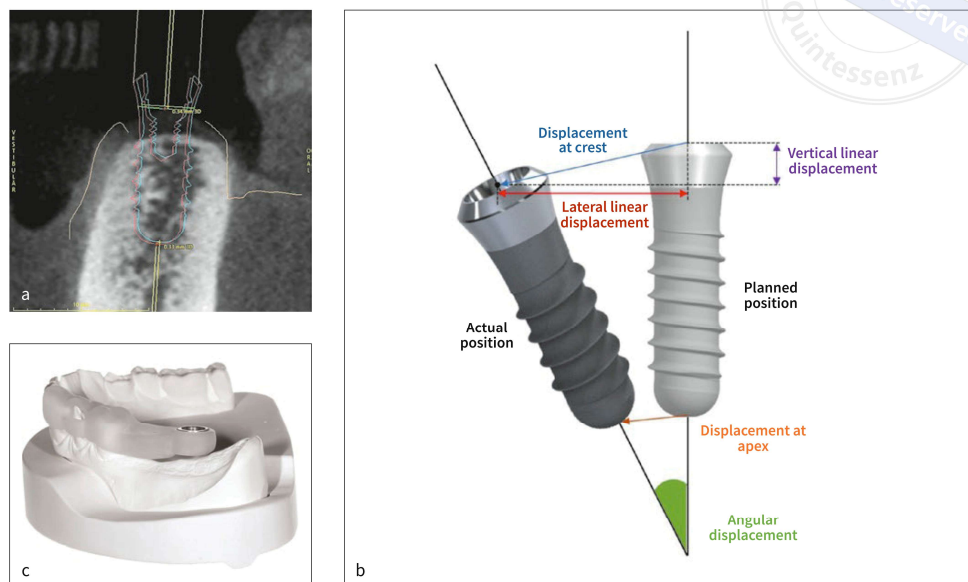 VESTIBULÄR
ORAL
a
c
Quintessenz
Displacement
at crest
Vertical linear
displacement
Lateral linear
displacement
Planned
position
Actual
position
Displacement at
apex
Angular
displacement
b